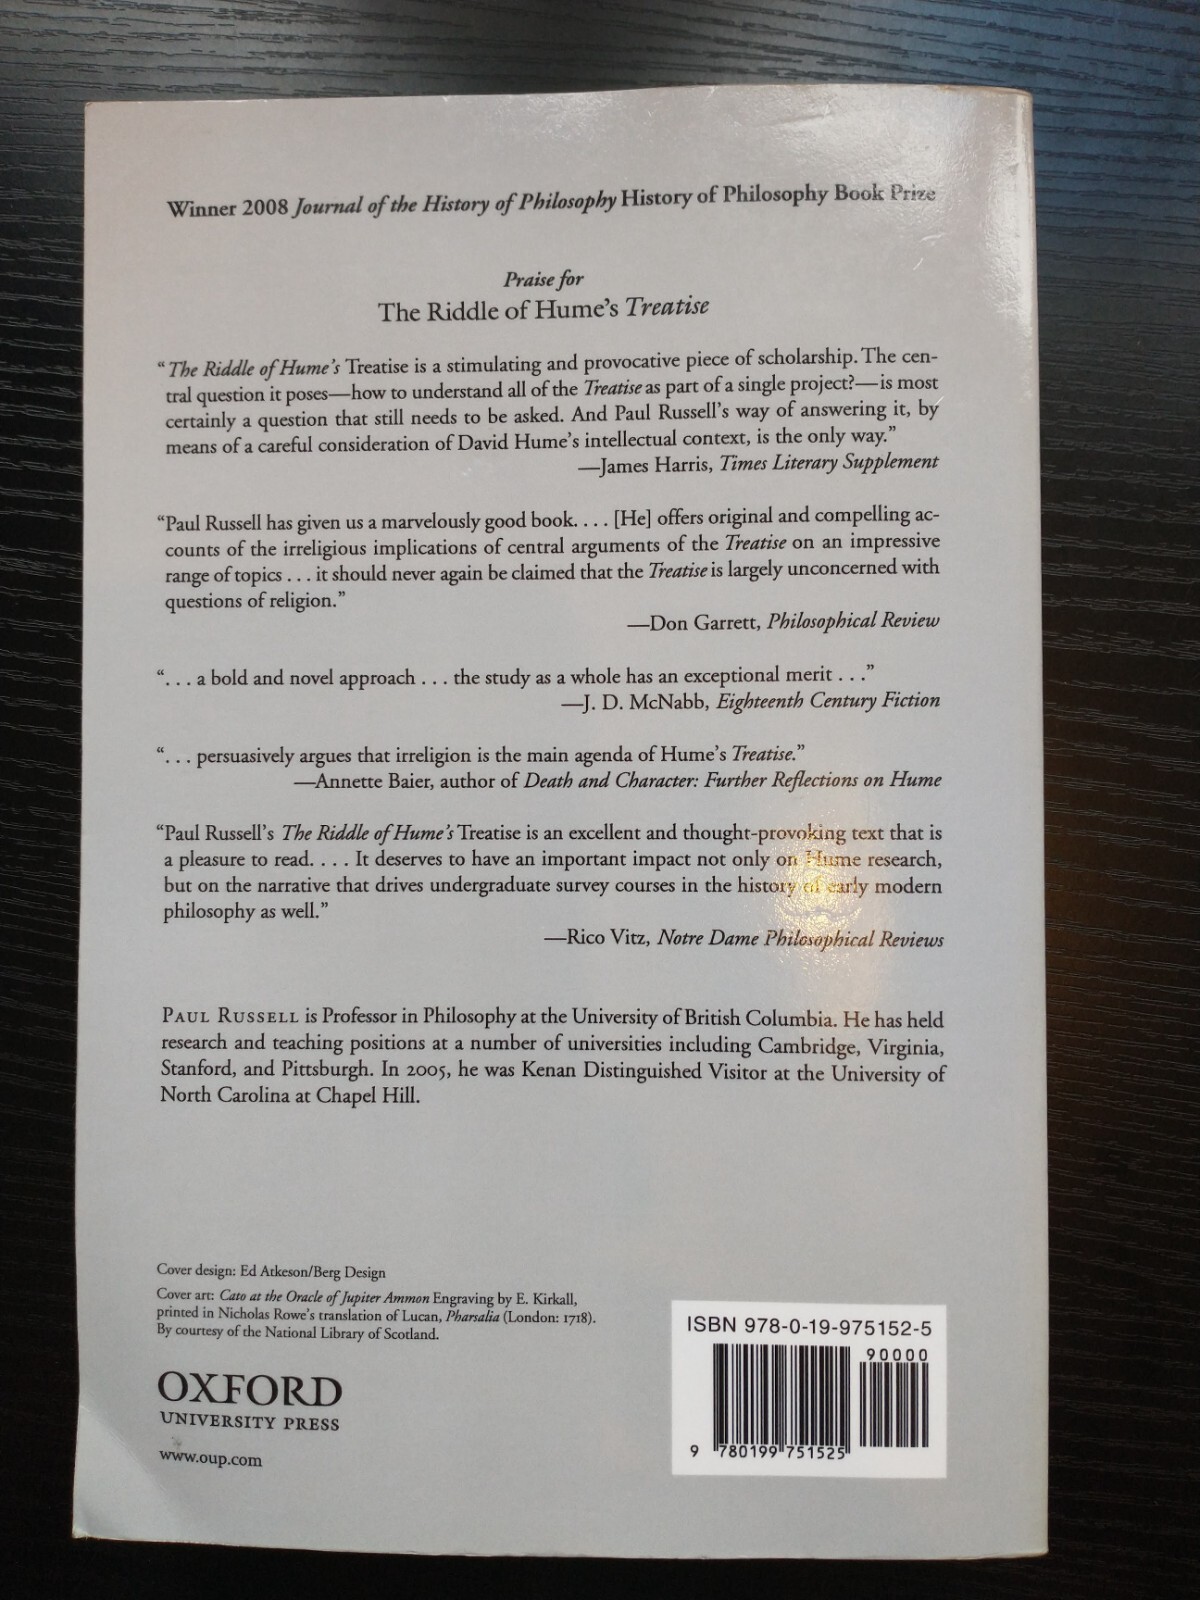 Winner 2008 Journal of the History of Philosophy History of Philosophy Book Prize
Praise for
The Riddle of Hume's Treatise
“The Riddle of Hume's Treatise is a stimulating and provocative piece of scholarship. The cen-
tral question it poses—how to understand all of the Treatise as part of a single project?—is most
certainly a question that still needs to be asked. And Paul Russell's way of answering it, by
means of a careful consideration of David Hume's intellectual context, is the only way.”
—James Harris, Times Literary Supplement
“Paul Russell has given us a marvelously good book. . . . [He] offers original and compelling ac-
counts of the irreligious implications of central arguments of the Treatise on an impressive
range of topics . . . it should never again be claimed that the Treatise is largely unconcerned with
questions of religion.”
—Don Garrett, Philosophical Review
“. . . a bold and novel approach . . . the study as a whole has an exceptional merit . . .”
—J. D. McNabb, Eighteenth Century Fiction
“. . . persuasively argues that irreligion is the main agenda of Hume's Treatise.”
—Annette Baier, author of Death and Character: Further Reflections on Hume
“Paul Russell's The Riddle of Hume's Treatise is an excellent and thought-provoking text that is
a pleasure to read. . . . It deserves to have an important impact not only on Hume research,
but on the narrative that drives undergraduate survey courses in the history of early modern
philosophy as well.”
—Rico Vitz, Notre Dame Philosophical Reviews
PAUL RUSSELL is Professor in Philosophy at the University of British Columbia. He has held
research and teaching positions at a number of universities including Cambridge, Virginia,
Stanford, and Pittsburgh. In 2005, he was Kenan Distinguished Visitor at the University of
North Carolina at Chapel Hill.
Cover design: Ed Atkeson/Berg Design
Cover art: Cato at the Oracle of Jupiter Ammon Engraving by E. Kirkall,
printed in Nicholas Rowe's translation of Lucan, Pharsalia (London: 1718).
By courtesy of the National Library of Scotland.
OXFORD
UNIVERSITY PRESS
www.oup.com
ISBN 978-0-19-975152-5
90000
9 780199 751525